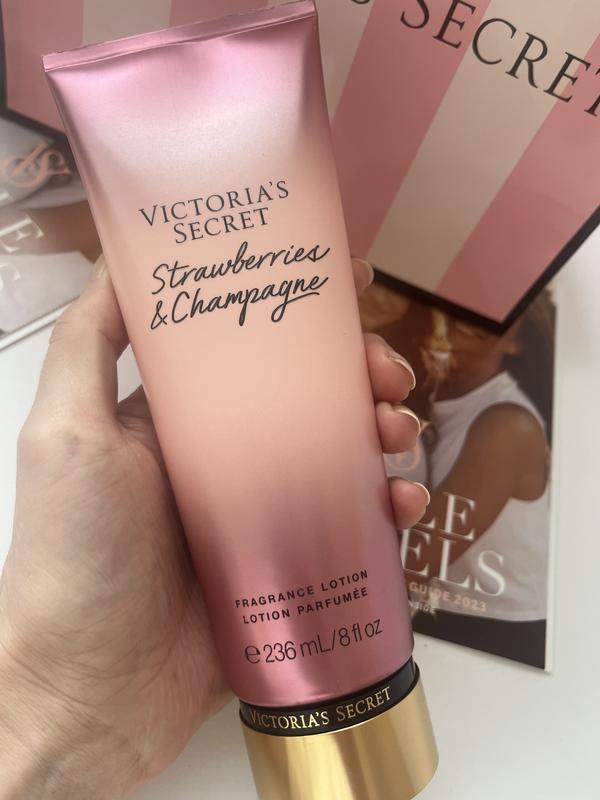 SECRET
VICTORIA'S
SECRET
Strawberries
&Champagne
FRAGRANCE LOTION
LOTION PARFUMÉE
℮ 236 mL/8 fl oz
VICTORIA'S SECRET
GUIDE 2023